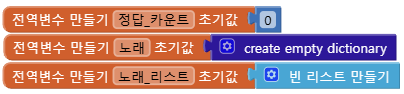 전역변수 만들기 정답_카운트 초기값 0
전역변수 만들기 노래 초기값 create empty dictionary
전역변수 만들기 노래_리스트 초기값 빈 리스트 만들기